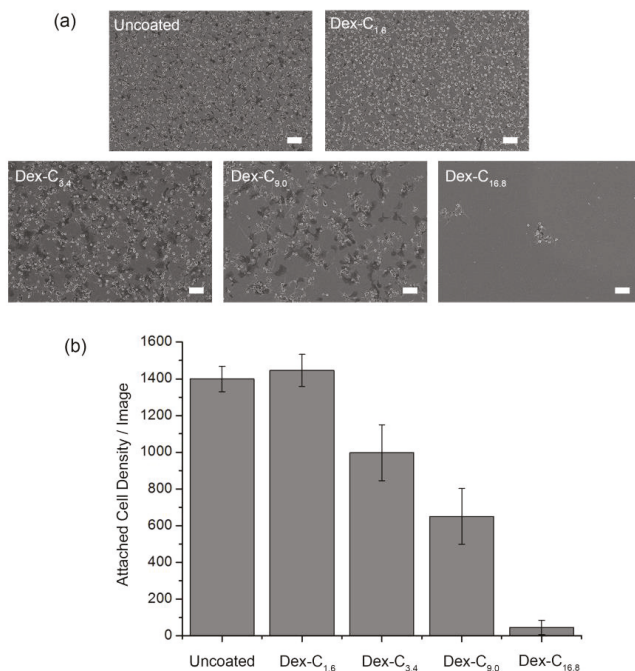 (a)
Uncoated
Dex-C1.6
Dex-C3.4
Dex-C9.0
Dex-C16.8
(b)
Attached Cell Density / Image
1600
1400
1200
1000
800
600
400
200
0
Uncoated Dex-C1.6 Dex-C3.4 Dex-C9.0 Dex-C16.8